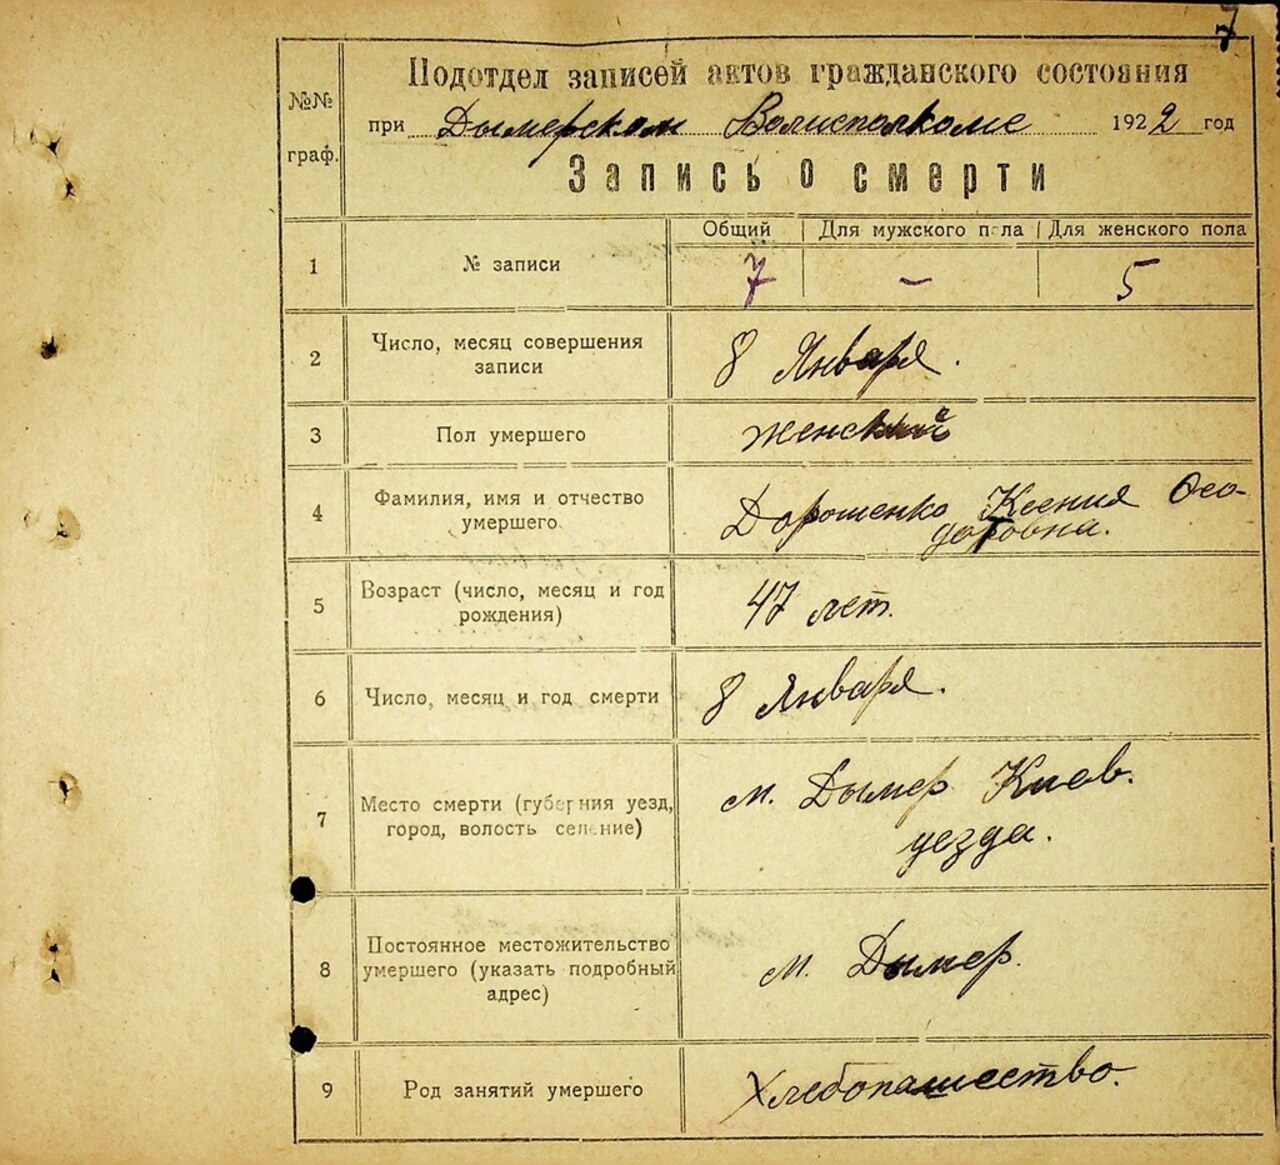 7
Подотдел записей актов гражданского состояния
№№ граф.
при Дымерском Волисполкоме 1922 год
Запись о смерти
Общий Для мужского пола Для женского пола
1 № записи 7 – 5
2 Число, месяц совершения
записи
8 Января.
3 Пол умершего женский
4 Фамилия, имя и отчество
умершего
Дорошенко Ксения Осо-
5 Возраст (число, месяц и год
рождения)
47 лет.
6 Число, месяц и год смерти 8 Января.
7 Место смерти (губерния уезд,
город, волость селение)
м. Дымер Киев.
уезда.
8 Постоянное местожительство
умершего (указать подробный
адрес)
м. Дымер.
9 Род занятий умершего Хлебопашество.